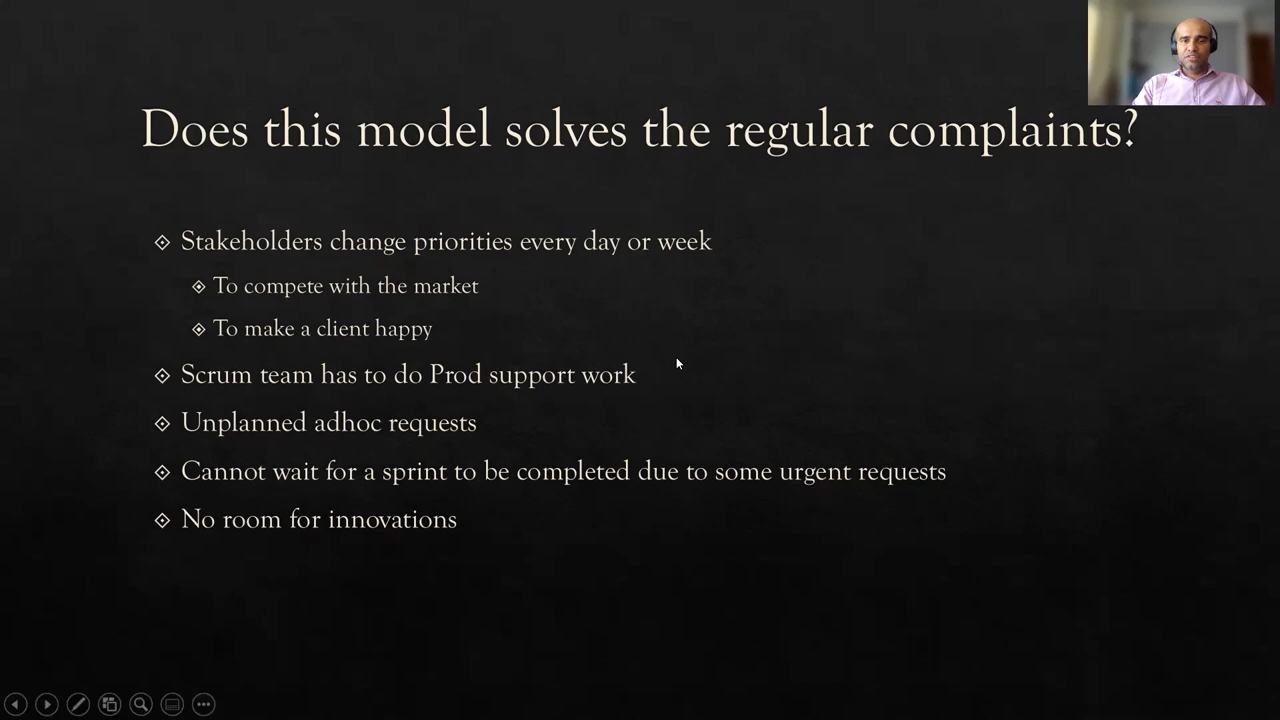 Does this model solves the regular complaints?
Stakeholders change priorities every day or week
To compete with the market
To make a client happy
Scrum team has to do Prod support work
Unplanned adhoc requests
Cannot wait for a sprint to be completed due to some urgent requests
No room for innovations